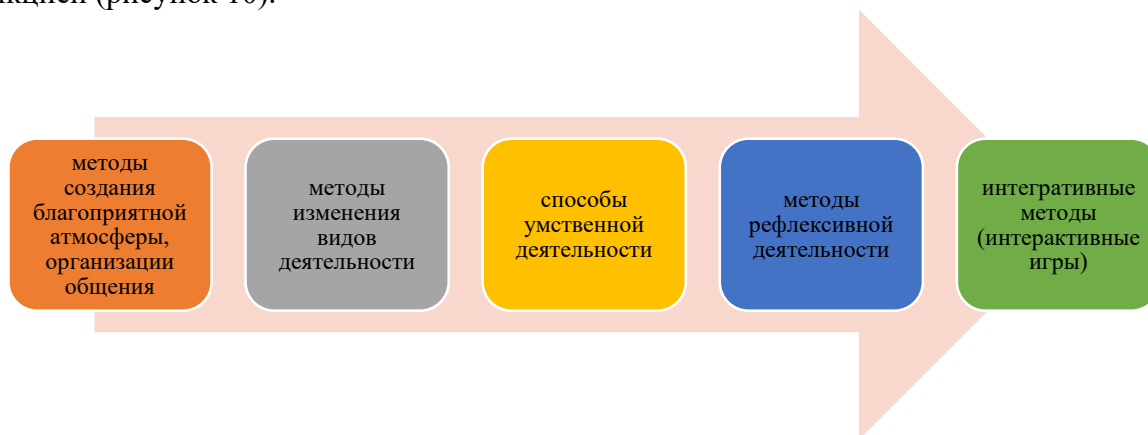 (рисунок 10).
методы
создания
благоприятной
атмосферы,
организации
общения
методы
изменения
видов
деятельности
способы
умственной
деятельности
методы
рефлексивной
деятельности
интегративные
методы
(интерактивные
игры)